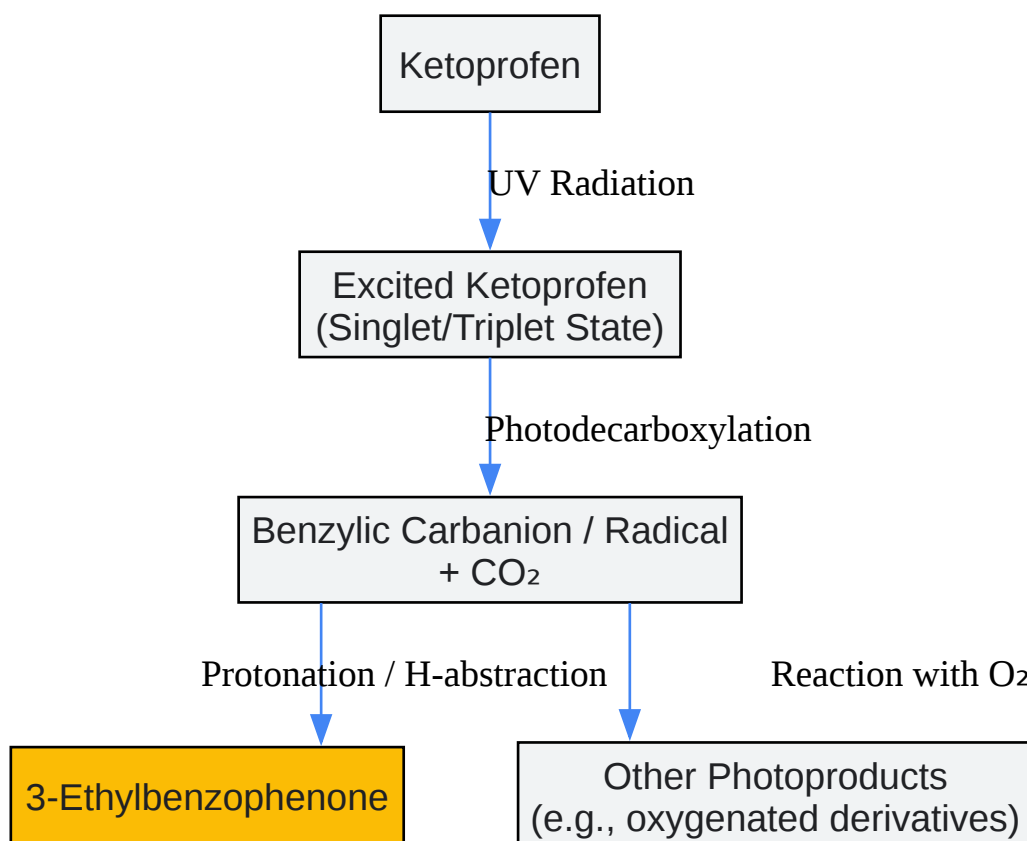 Ketoprofen
UV Radiation
Excited Ketoprofen
(Singlet/Triplet State)
Photodecarboxylation
Benzylic Carbanion / Radical
+ CO₂
Protonation / H-abstraction
Reaction with O₂
3-Ethylbenzophenone
Other Photoproducts
(e.g., oxygenated derivatives)